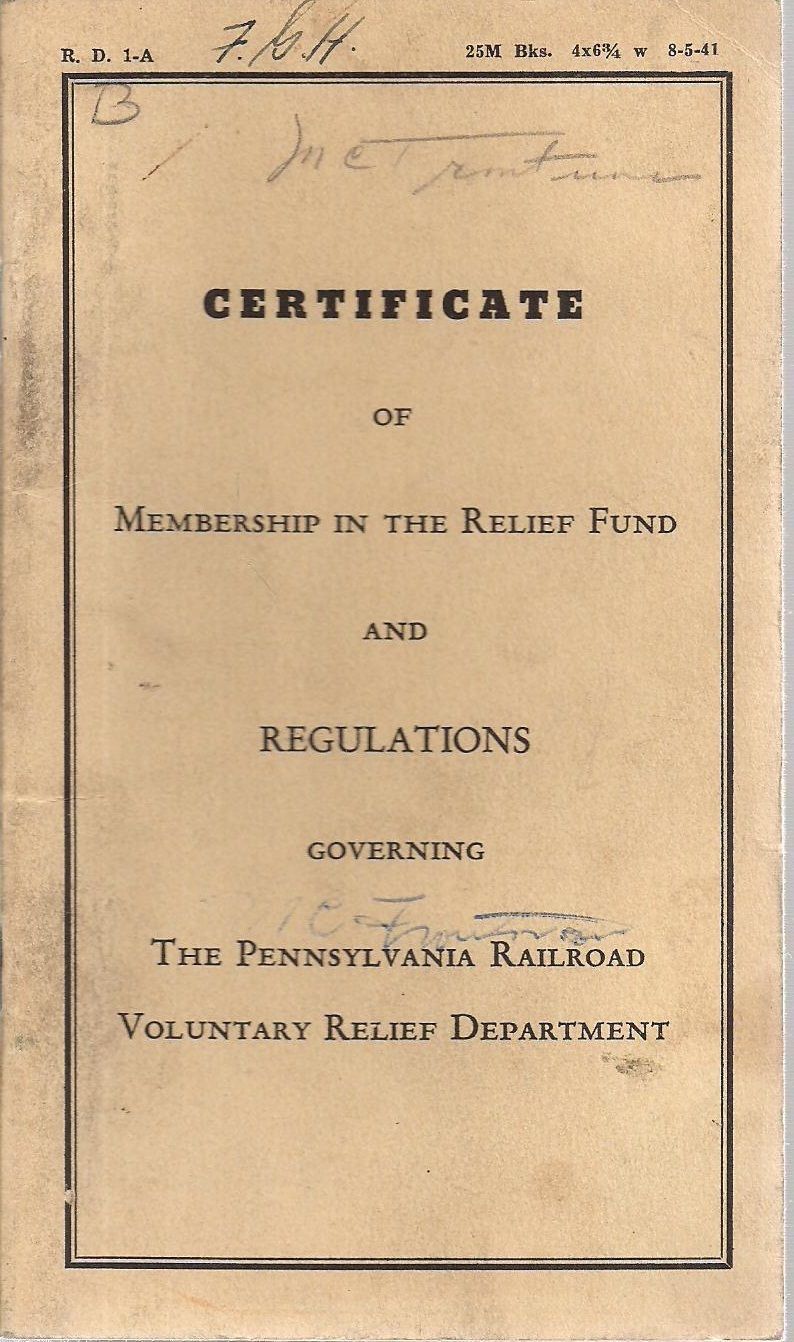 R. D. 1-A F.G.H. 25M Bks. 4x6¾ w 8-5-41
B
CERTIFICATE
OF
MEMBERSHIP IN THE RELIEF FUND
AND
REGULATIONS
GOVERNING
THE PENNSYLVANIA RAILROAD
VOLUNTARY RELIEF DEPARTMENT